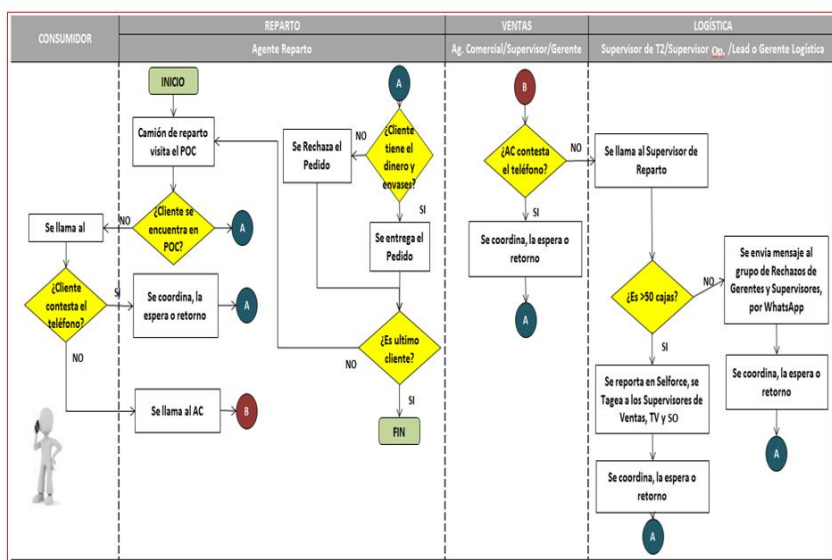 CONSUMIDOR
REPARTO
Agente Reparto
VENTAS
Ag. Comercial/Supervisor/Gerente
LOGÍSTICA
Supervisor de T2/Supervisor Op. /Lead o Gerente Logística
INICIO
Camión de reparto
visita el POC
¿Cliente se
encuentra en
POC?
NO
A
Se llama al
¿Cliente
contesta el
teléfono?
SI
Se coordina, la
espera o retorno
A
NO
Se llama al AC
B
A
¿Cliente
tiene el
dinero y
envases?
NO
Se Rechaza el
Pedido
SI
Se entrega el
Pedido
¿Es ultimo
cliente?
NO
SI
FIN
B
¿AC contesta
el teléfono?
NO
SI
Se coordina, la espera o
retorno
A
Se llama al Supervisor de
Reparto
¿Es >50 cajas?
NO
Se envia mensaje al
grupo de Rechazos de
Gerentes y Supervisores,
por WhatsApp
Se coordina, la espera o
retorno
A
SI
Se reporta en Selforce, se
Tagea a los Supervisores de
Ventas, TV y SO
Se coordina, la espera o
retorno
A